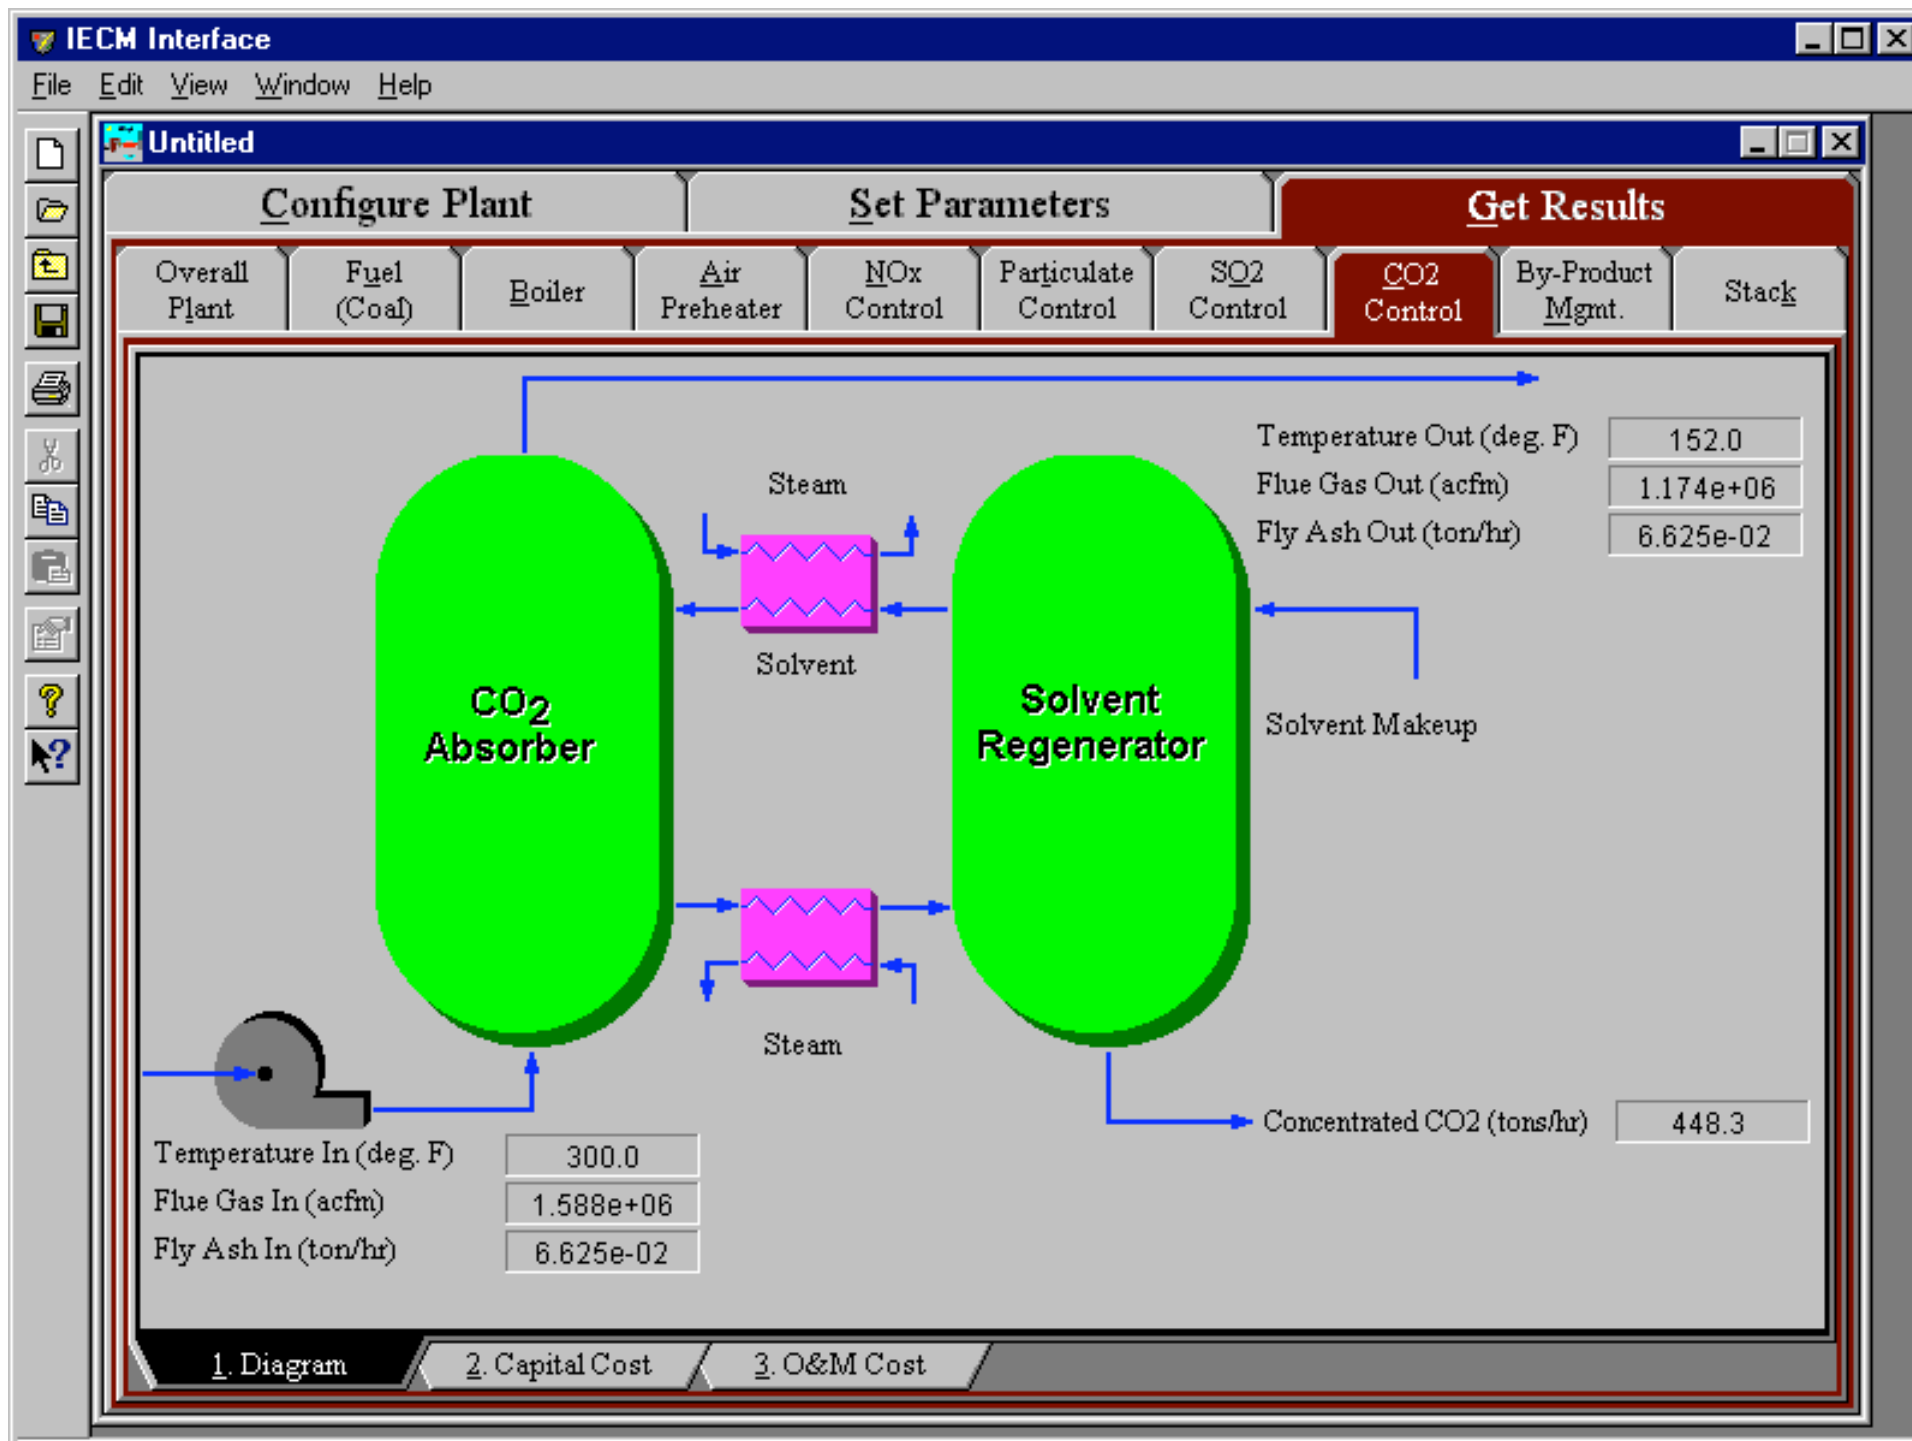 IECM Interface
File Edit View Window Help
Untitled
Configure Plant Set Parameters Get Results
Overall Plant
Fuel (Coal)
Boiler
Air Preheater
NOx Control
Particulate Control
SO2 Control
CO2 Control
By-Product Mgmt.
Stack
Temperature Out (deg. F) 152.0
Flue Gas Out (acfm) 1.174e+06
Fly Ash Out (ton/hr) 6.625e-02
Steam
Solvent
CO2
Absorber
Solvent
Regenerator
Solvent Makeup
Steam
Concentrated CO2 (tons/hr) 448.3
Temperature In (deg. F) 300.0
Flue Gas In (acfm) 1.588e+06
Fly Ash In (ton/hr) 6.625e-02
1. Diagram 2. Capital Cost 3. O&M Cost